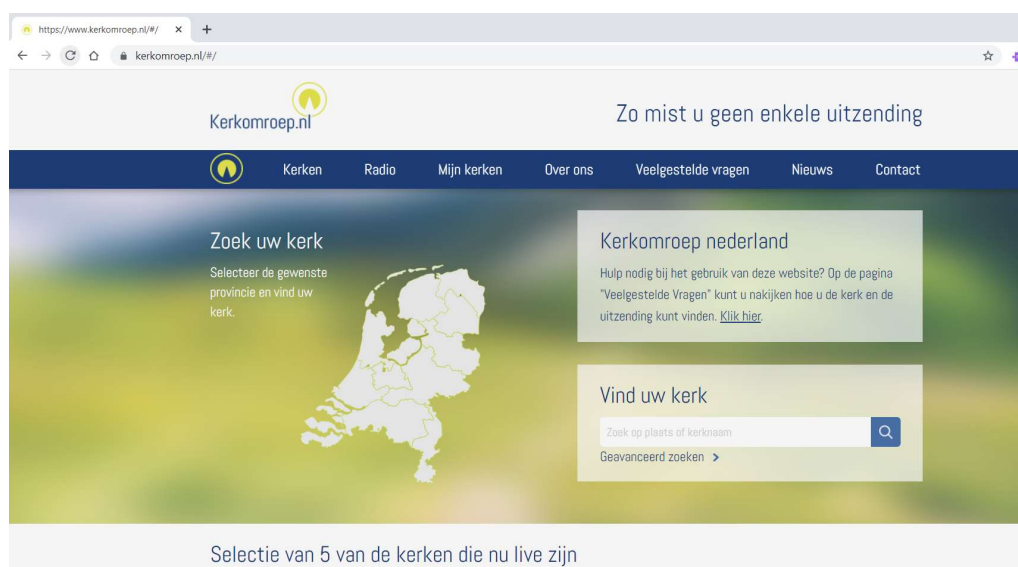 https://www.kerkomroep.nl/#/
kerkomroep.nl/#/
Kerkomroep.nl
Zo mist u geen enkele uitzending
Kerken Radio Mijn kerken Over ons Veelgestelde vragen Nieuws Contact
Zoek uw kerk
Selecteer de gewenste
provincie en vind uw
kerk.
Kerkomroep nederland
Hulp nodig bij het gebruik van deze website? Op de pagina
"Veelgestelde Vragen" kunt u nakijken hoe u de kerk en de
uitzending kunt vinden. Klik hier.
Vind uw kerk
Zoek op plaats of kerknaam
Geavanceerd zoeken
Selectie van 5 van de kerken die nu live zijn